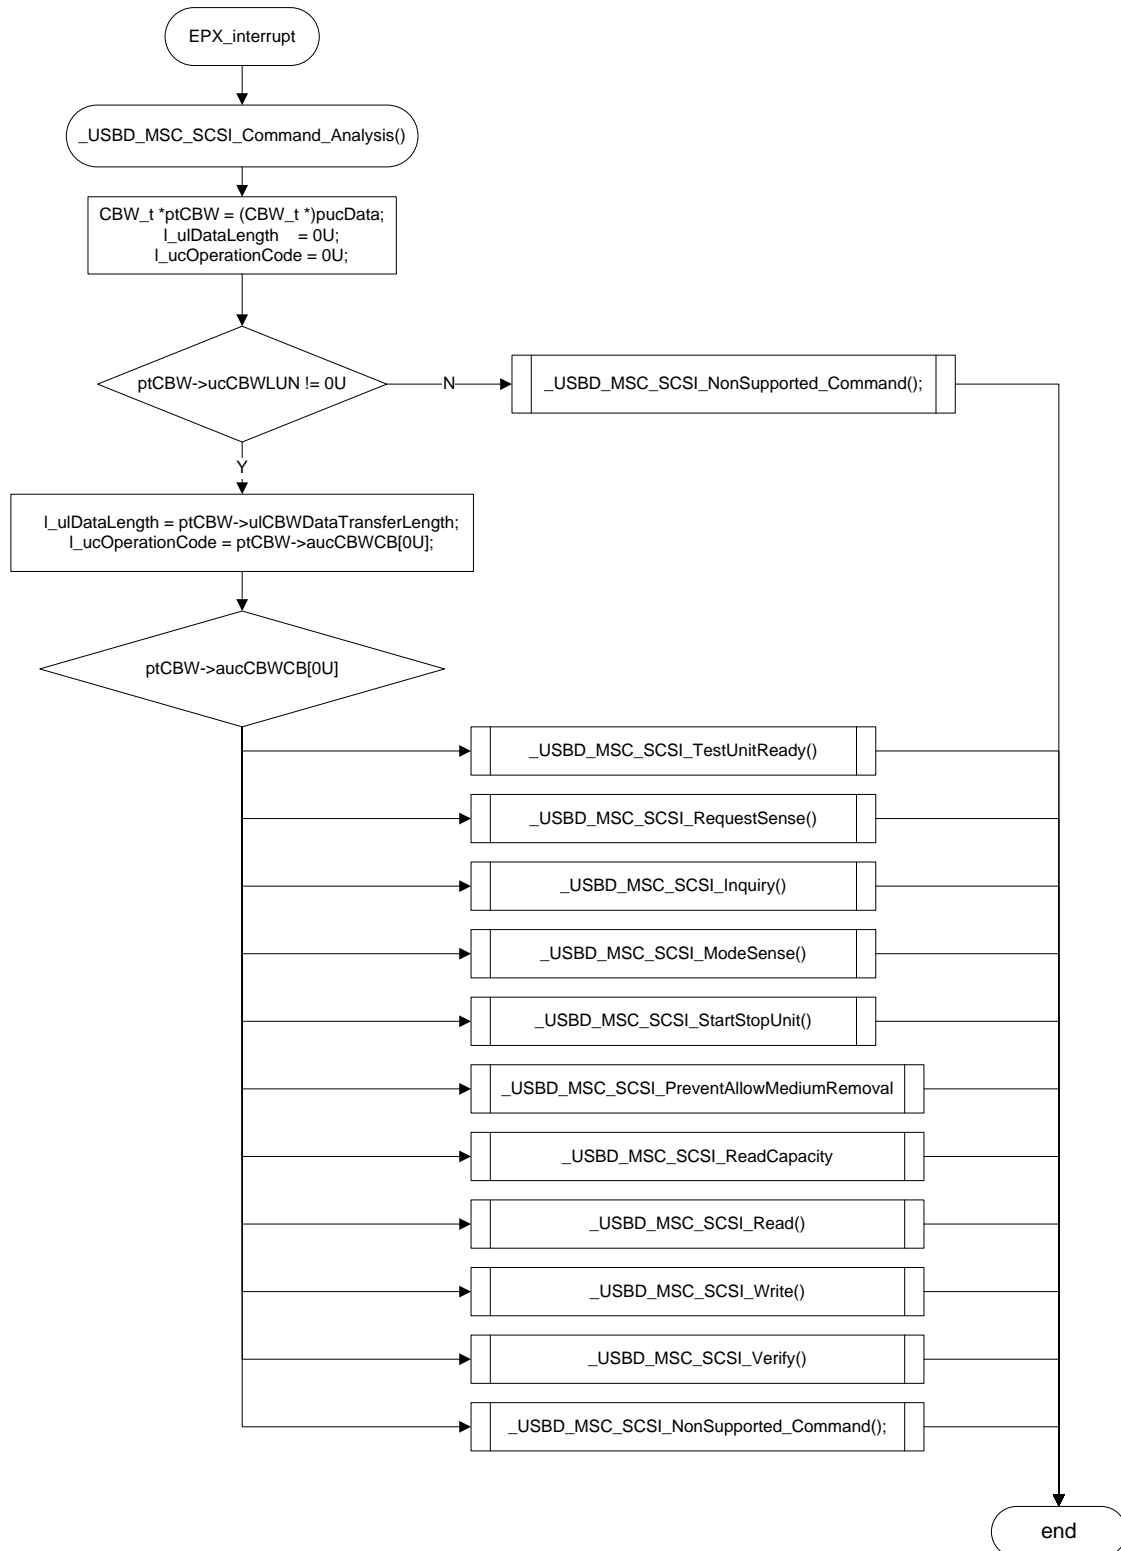 EPX_interrupt
_USBD_MSC_SCSI_Command_Analysis()
CBW_t *ptCBW = (CBW_t *)pucData;
l_ulDataLength = 0U;
l_ucOperationCode = 0U;
ptCBW->ucCBWLUN != 0U
N
_USBD_MSC_SCSI_NonSupported_Command();
Y
l_ulDataLength = ptCBW->ulCBWDataTransferLength;
l_ucOperationCode = ptCBW->aucCBWCB[0U];
ptCBW->aucCBWCB[0U]
_USBD_MSC_SCSI_TestUnitReady()
_USBD_MSC_SCSI_RequestSense()
_USBD_MSC_SCSI_Inquiry()
_USBD_MSC_SCSI_ModeSense()
_USBD_MSC_SCSI_StartStopUnit()
_USBD_MSC_SCSI_PreventAllowMediumRemoval
_USBD_MSC_SCSI_ReadCapacity
_USBD_MSC_SCSI_Read()
_USBD_MSC_SCSI_Write()
_USBD_MSC_SCSI_Verify()
_USBD_MSC_SCSI_NonSupported_Command();
end